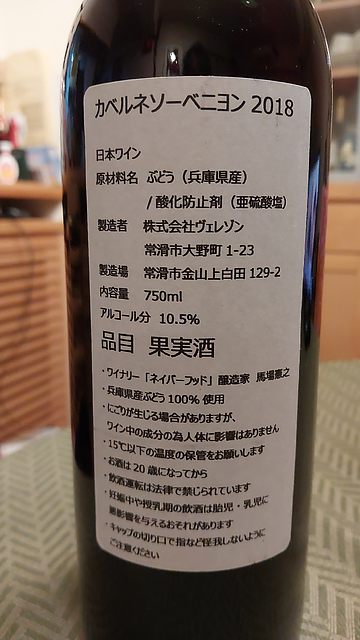 カベルネソーベニヨン 2018
日本ワイン
原材料名 ぶどう（兵庫県産）
/ 酸化防止剤（亜硫酸塩）
製造者 株式会社ヴェレゾン
常滑市大野町 1-23
製造場 常滑市金山上白田 129-2
内容量 750ml
アルコール分 10.5%
品目 果実酒
・ワイナリー「ネイバーフッド」醸造家 馬場憲之
・兵庫県産ぶどう 100% 使用
・にごりが生じる場合がありますが、
ワイン中の成分の為人体に影響はありません
・15℃以下の温度の保管をお願いします
・お酒は 20 歳になってから
・飲酒運転は法律で禁じられています
・妊娠中や授乳期の飲酒は胎児・乳児に
悪影響を与えるおそれがあります
・キャップの切り口で指など怪我しないように
ご注意ください